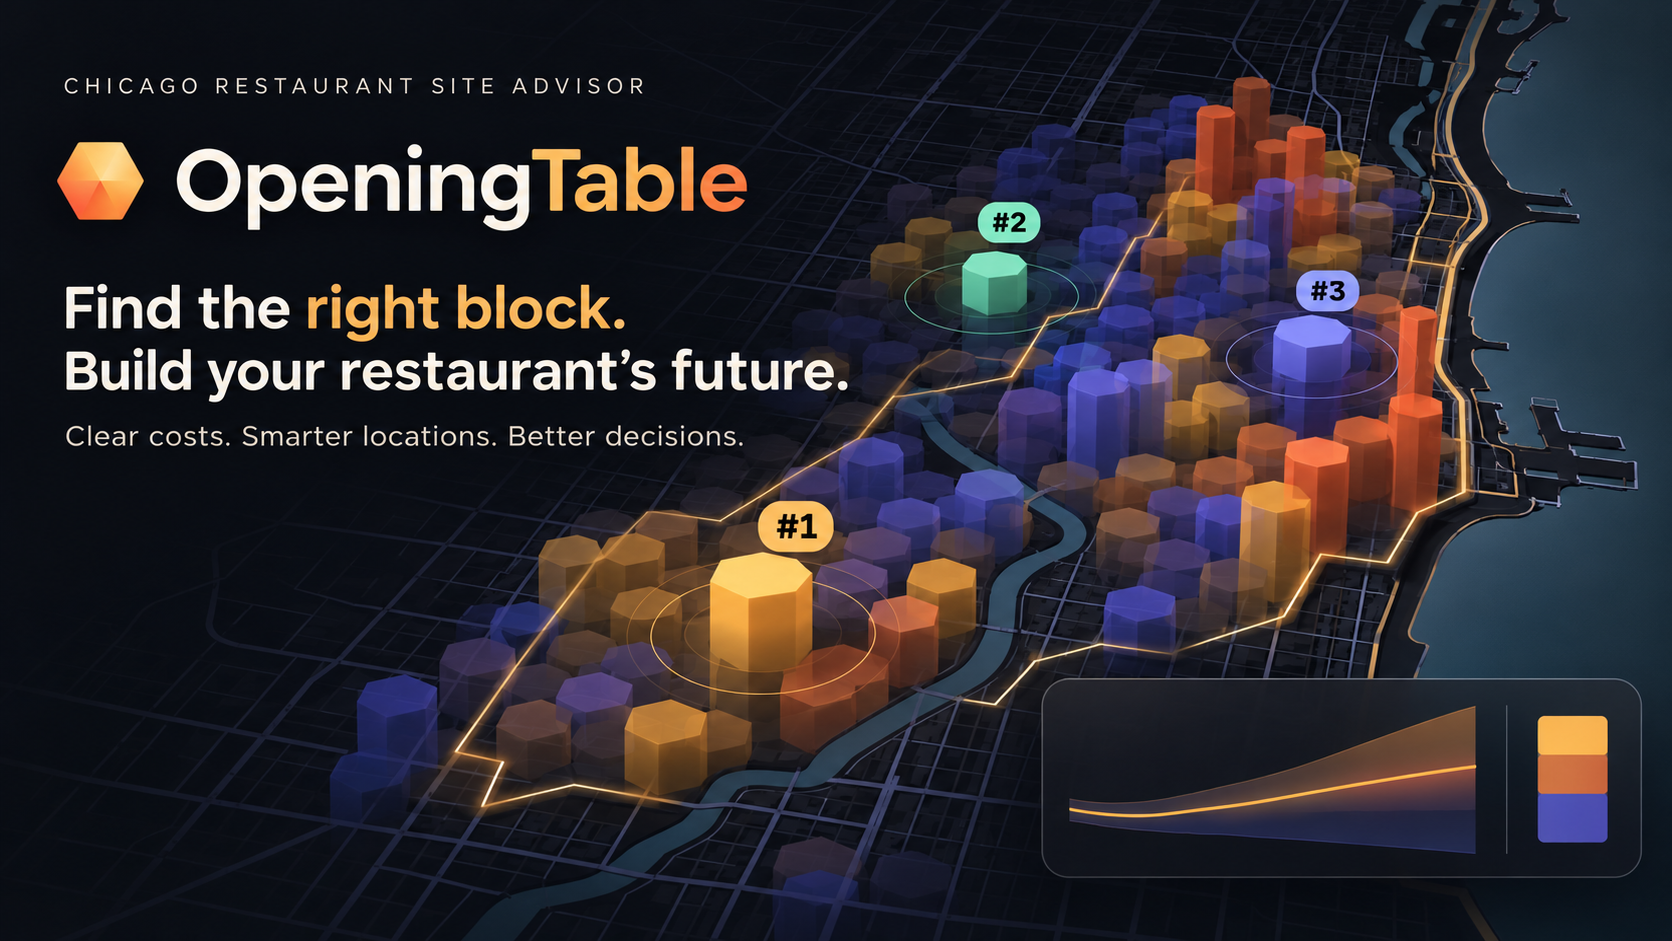 CHICAGO RESTAURANT SITE ADVISOR
OpeningTable
Find the right block.
Build your restaurant’s future.
Clear costs. Smarter locations. Better decisions.
#2
#3
#1